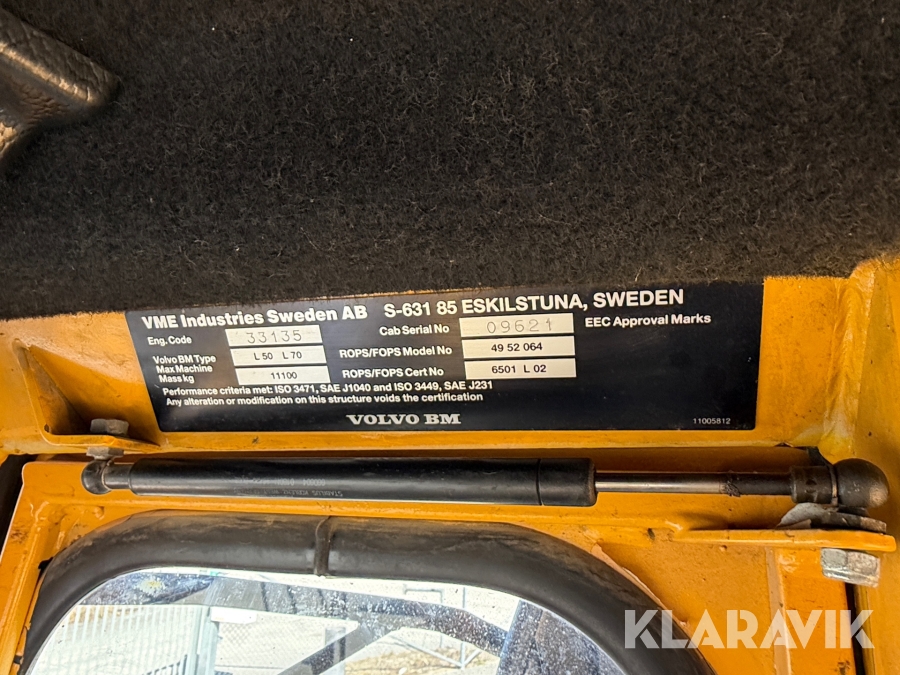 VME Industries Sweden AB S-631 85 ESKILSTUNA, SWEDEN
Eng. Code 33135 Cab Serial No 09621 EEC Approval Marks
Volvo BM Type L50 L70 ROPS/FOPS Model No 49 52 064
Max Machine Mass kg 11100 ROPS/FOPS Cert No 6501 L 02
Performance criteria met: ISO 3471, SAE J1040 and ISO 3449, SAE J231
Any alteration or modification on this structure voids the certification
VOLVO BM 11005812
KLARAVIK